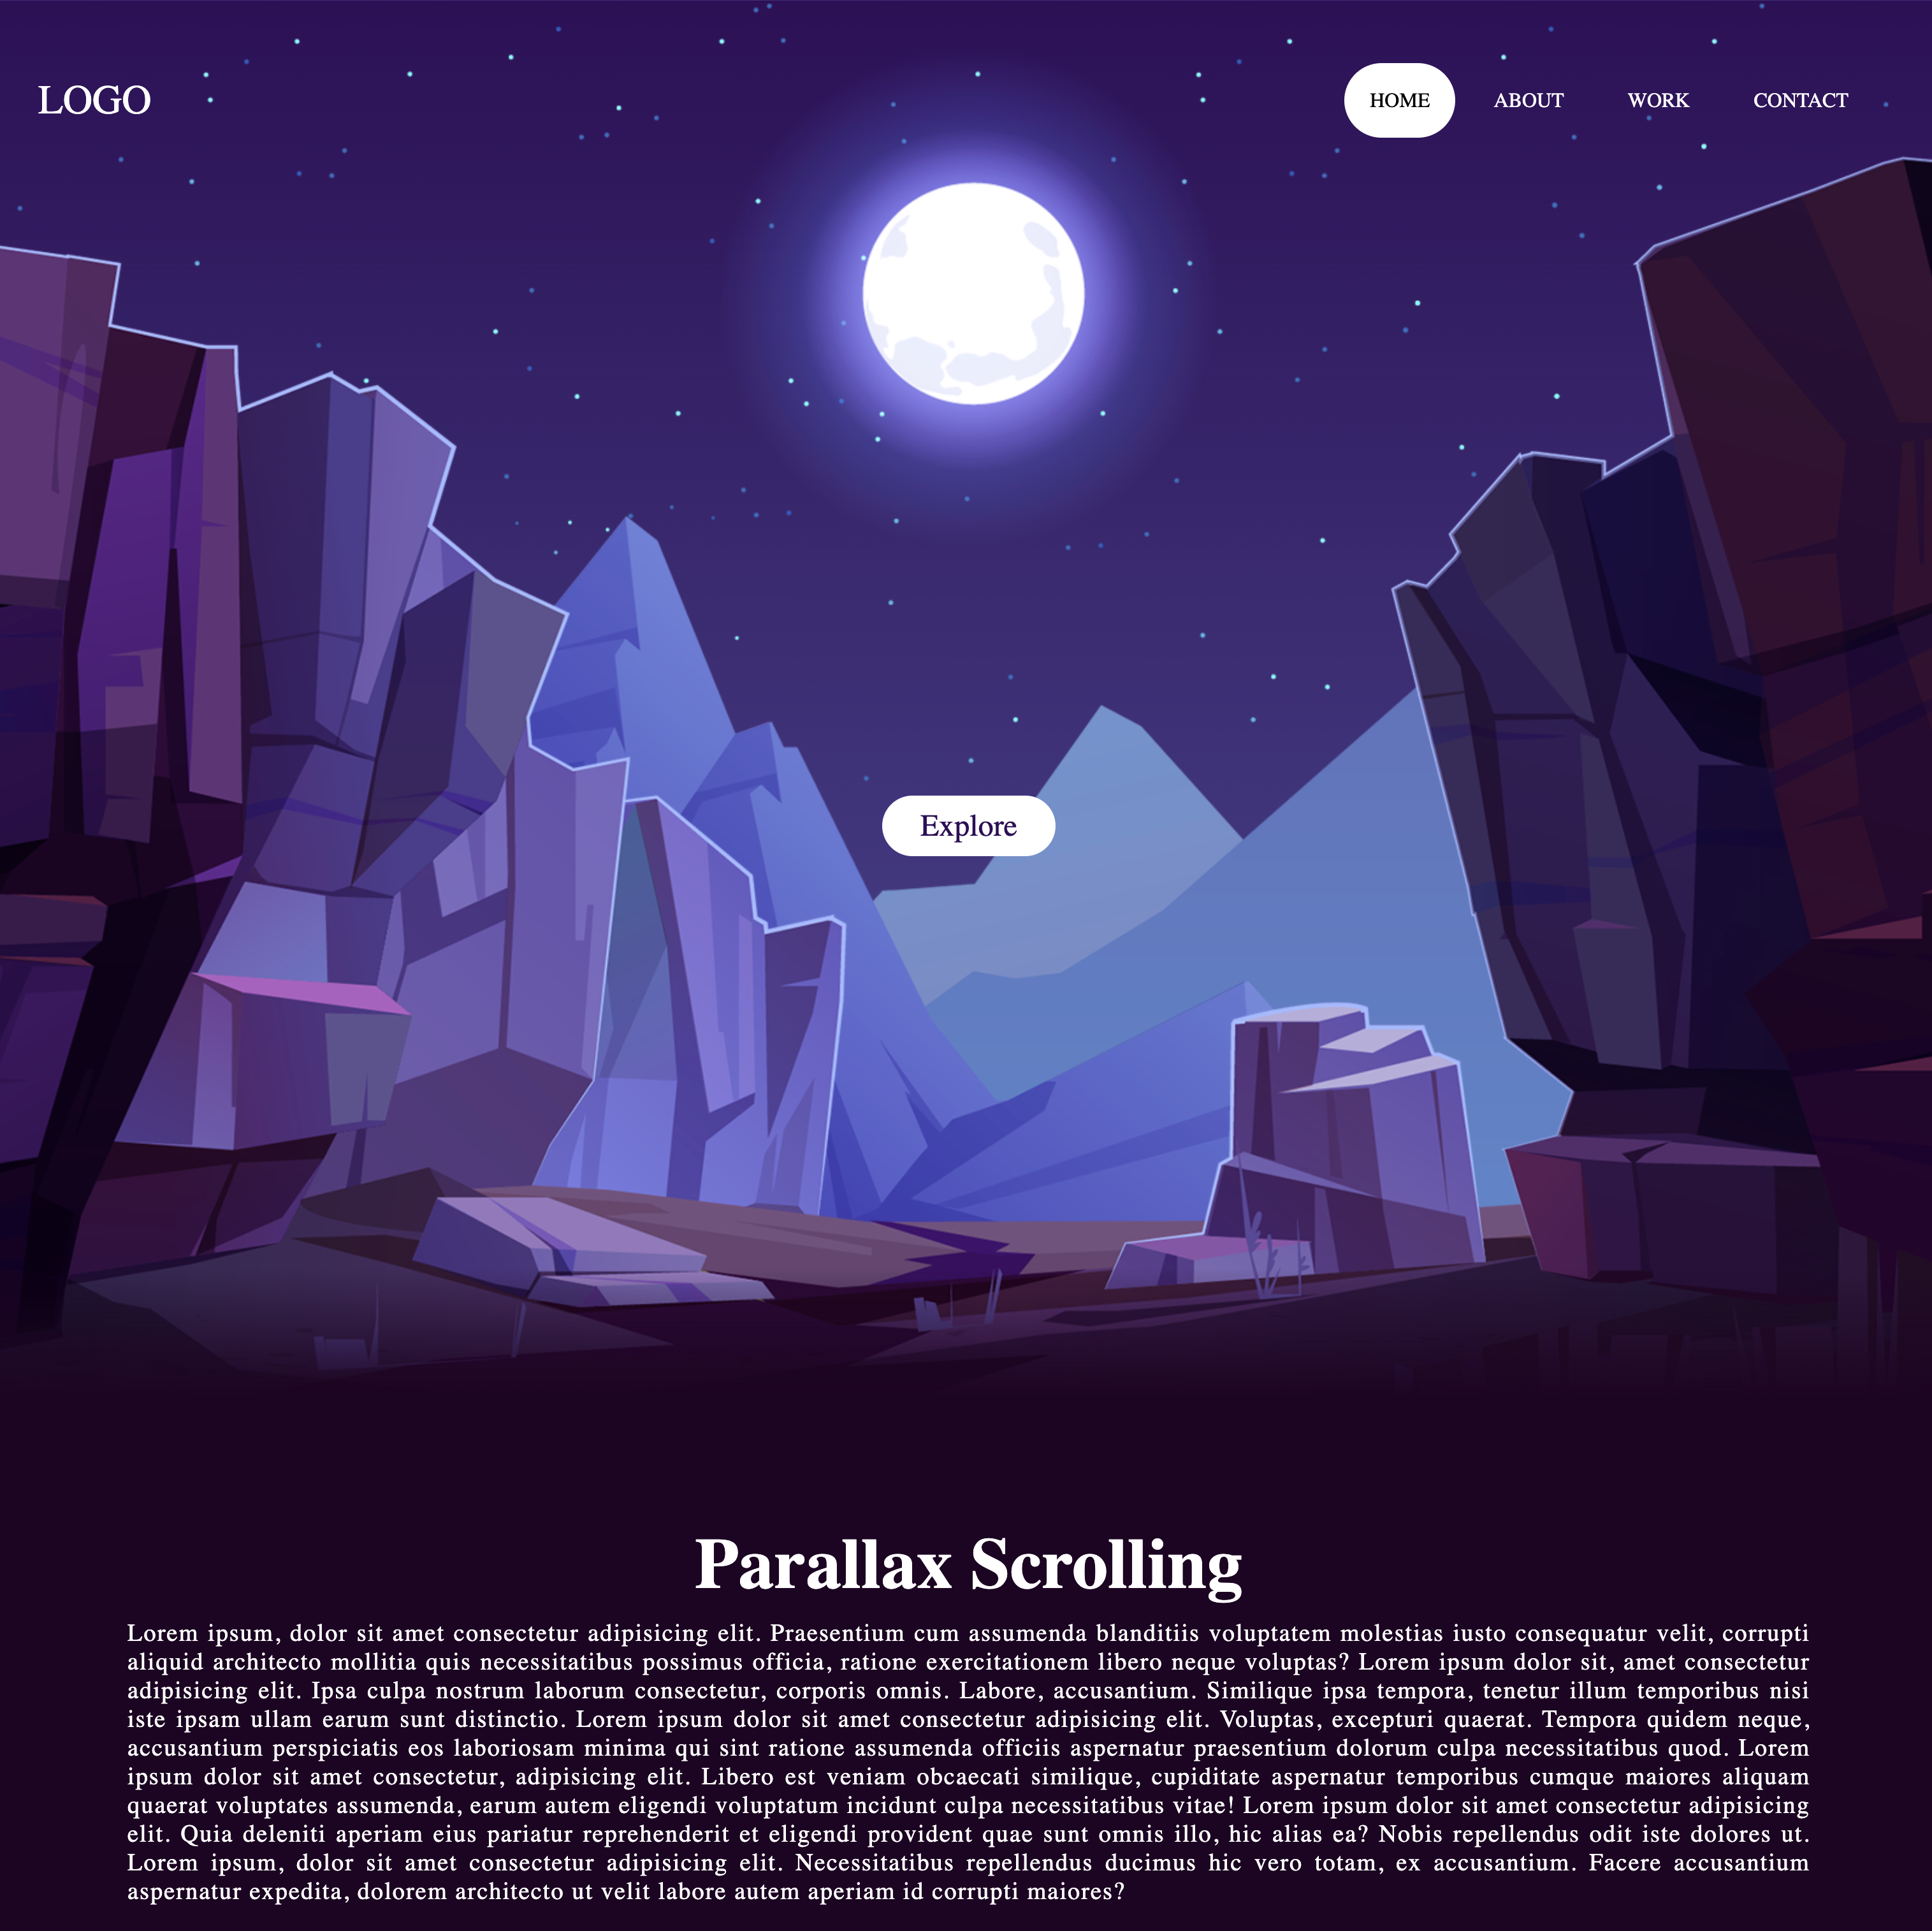 LOGO
HOME ABOUT WORK CONTACT
Explore
Parallax Scrolling
Lorem ipsum, dolor sit amet consectetur adipisicing elit. Praesentium cum assumenda blanditiis voluptatem molestias iusto consequatur velit, corrupti
aliquid architecto mollitia quis necessitatibus possimus officia, ratione exercitationem libero neque voluptas? Lorem ipsum dolor sit, amet consectetur
adipisicing elit. Ipsa culpa nostrum laborum consectetur, corporis omnis. Labore, accusantium. Similique ipsa tempora, tenetur illum temporibus nisi
iste ipsam ullam earum sunt distinctio. Lorem ipsum dolor sit amet consectetur adipisicing elit. Voluptas, excepturi quaerat. Tempora quidem neque,
accusantium perspiciatis eos laboriosam minima qui sint ratione assumenda officiis aspernatur praesentium dolorum culpa necessitatibus quod. Lorem
ipsum dolor sit amet consectetur, adipisicing elit. Libero est veniam obcaecati similique, cupiditate aspernatur temporibus cumque maiores aliquam
quaerat voluptates assumenda, earum autem eligendi voluptatum incidunt culpa necessitatibus vitae! Lorem ipsum dolor sit amet consectetur adipisicing
elit. Quia deleniti aperiam eius pariatur reprehenderit et eligendi provident quae sunt omnis illo, hic alias ea? Nobis repellendus odit iste dolores ut.
Lorem ipsum, dolor sit amet consectetur adipisicing elit. Necessitatibus repellendus ducimus hic vero totam, ex accusantium. Facere accusantium
aspernatur expedita, dolorem architecto ut velit labore autem aperiam id corrupti maiores?